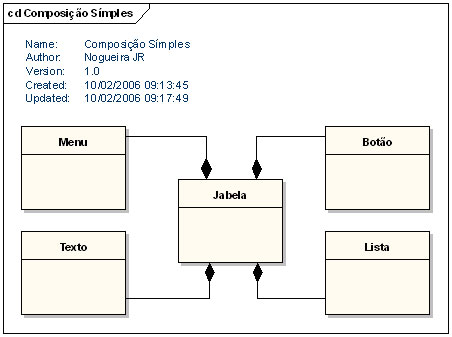 cd Composição Símples
Name: Composição Símples
Author: Nogueira JR
Version: 1.0
Created: 10/02/2006 09:13:45
Updated: 10/02/2006 09:17:49
Menu
Botão
Jabela
Texto
Lista